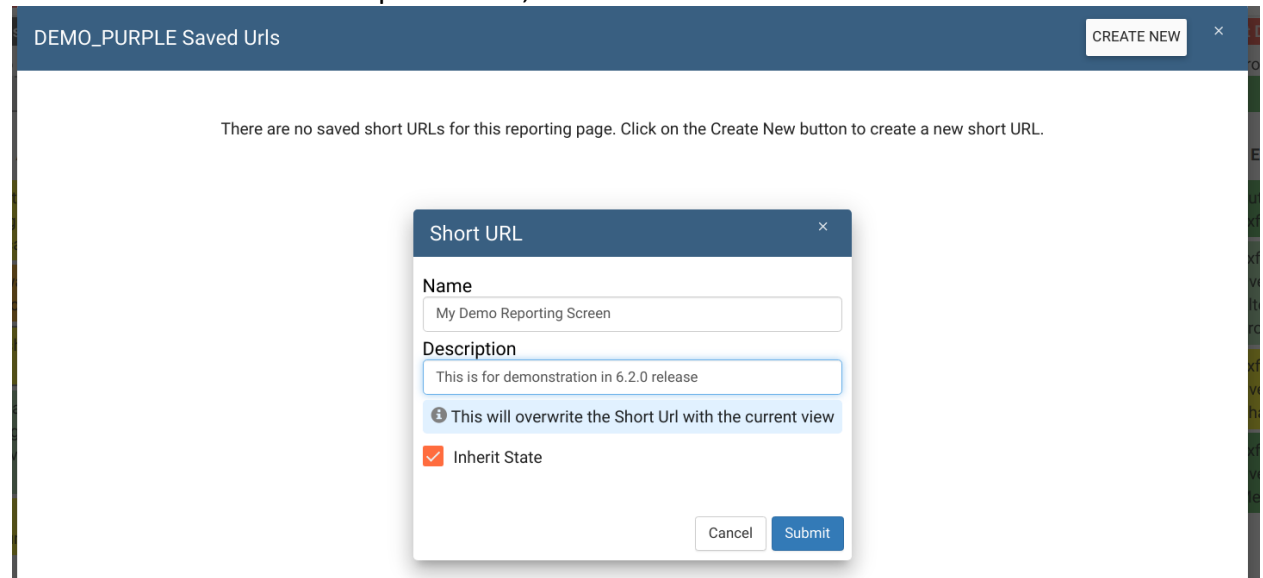 DEMO_PURPLE Saved Urls
CREATE NEW
×
There are no saved short URLs for this reporting page. Click on the Create New button to create a new short URL.
Short URL
×
Name
My Demo Reporting Screen
Description
This is for demonstration in 6.2.0 release
This will overwrite the Short Url with the current view
Inherit State
Cancel
Submit